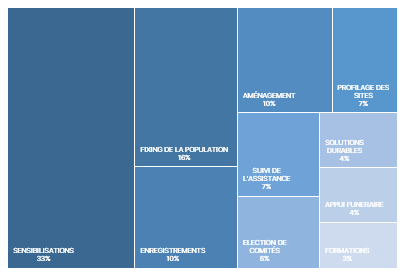 SENSIBILISATIONS
33%
FIXING DE LA POPULATION
16%
ENREGISTREMENTS
10%
AMÉNAGEMENT
10%
PROFILAGE DES
SITES
7%
SUIVI DE
L'ASSISTANCE
7%
ELECTION DE
COMITÉS
6%
SOLUTIONS
DURABLES
4%
APPUI FUNERAIRE
4%
FORMATIONS
3%